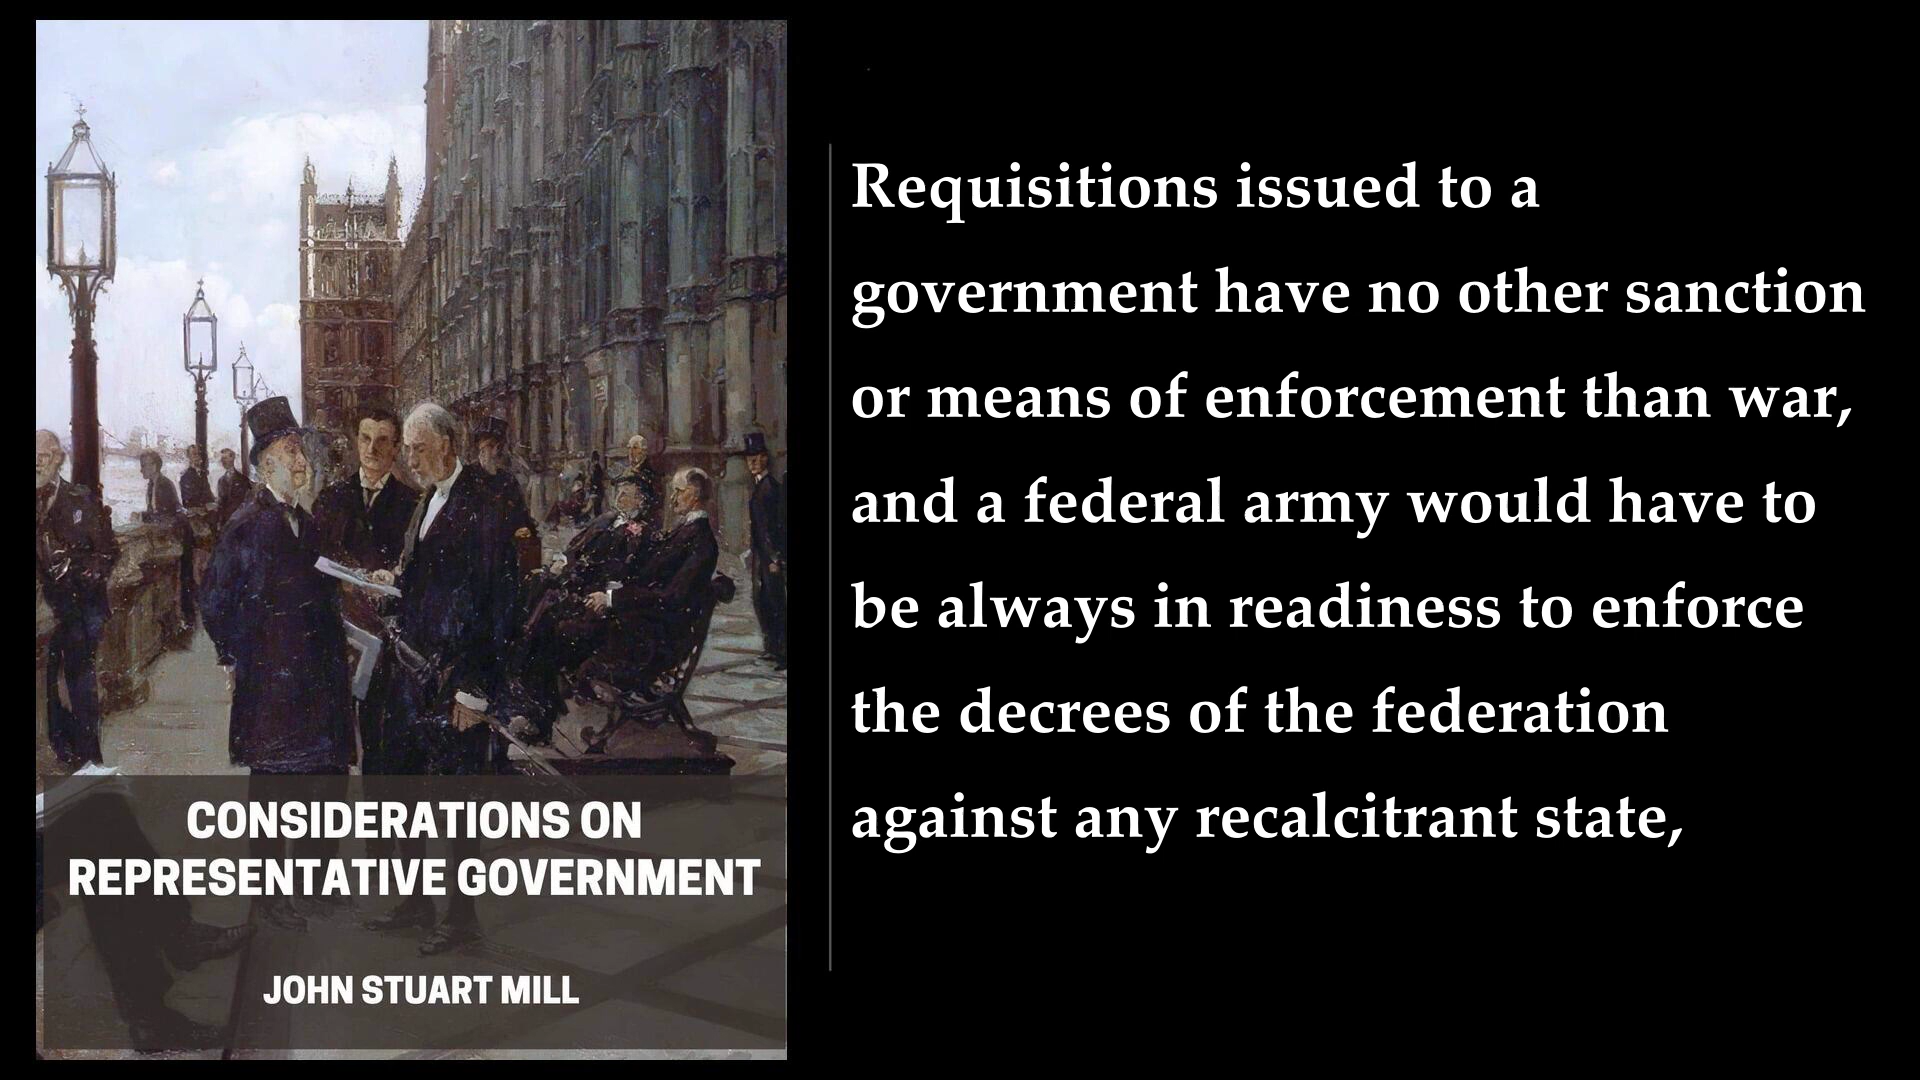 CONSIDERATIONS ON
REPRESENTATIVE GOVERNMENT
JOHN STUART MILL
Requisitions issued to a
government have no other sanction
or means of enforcement than war,
and a federal army would have to
be always in readiness to enforce
the decrees of the federation
against any recalcitrant state,